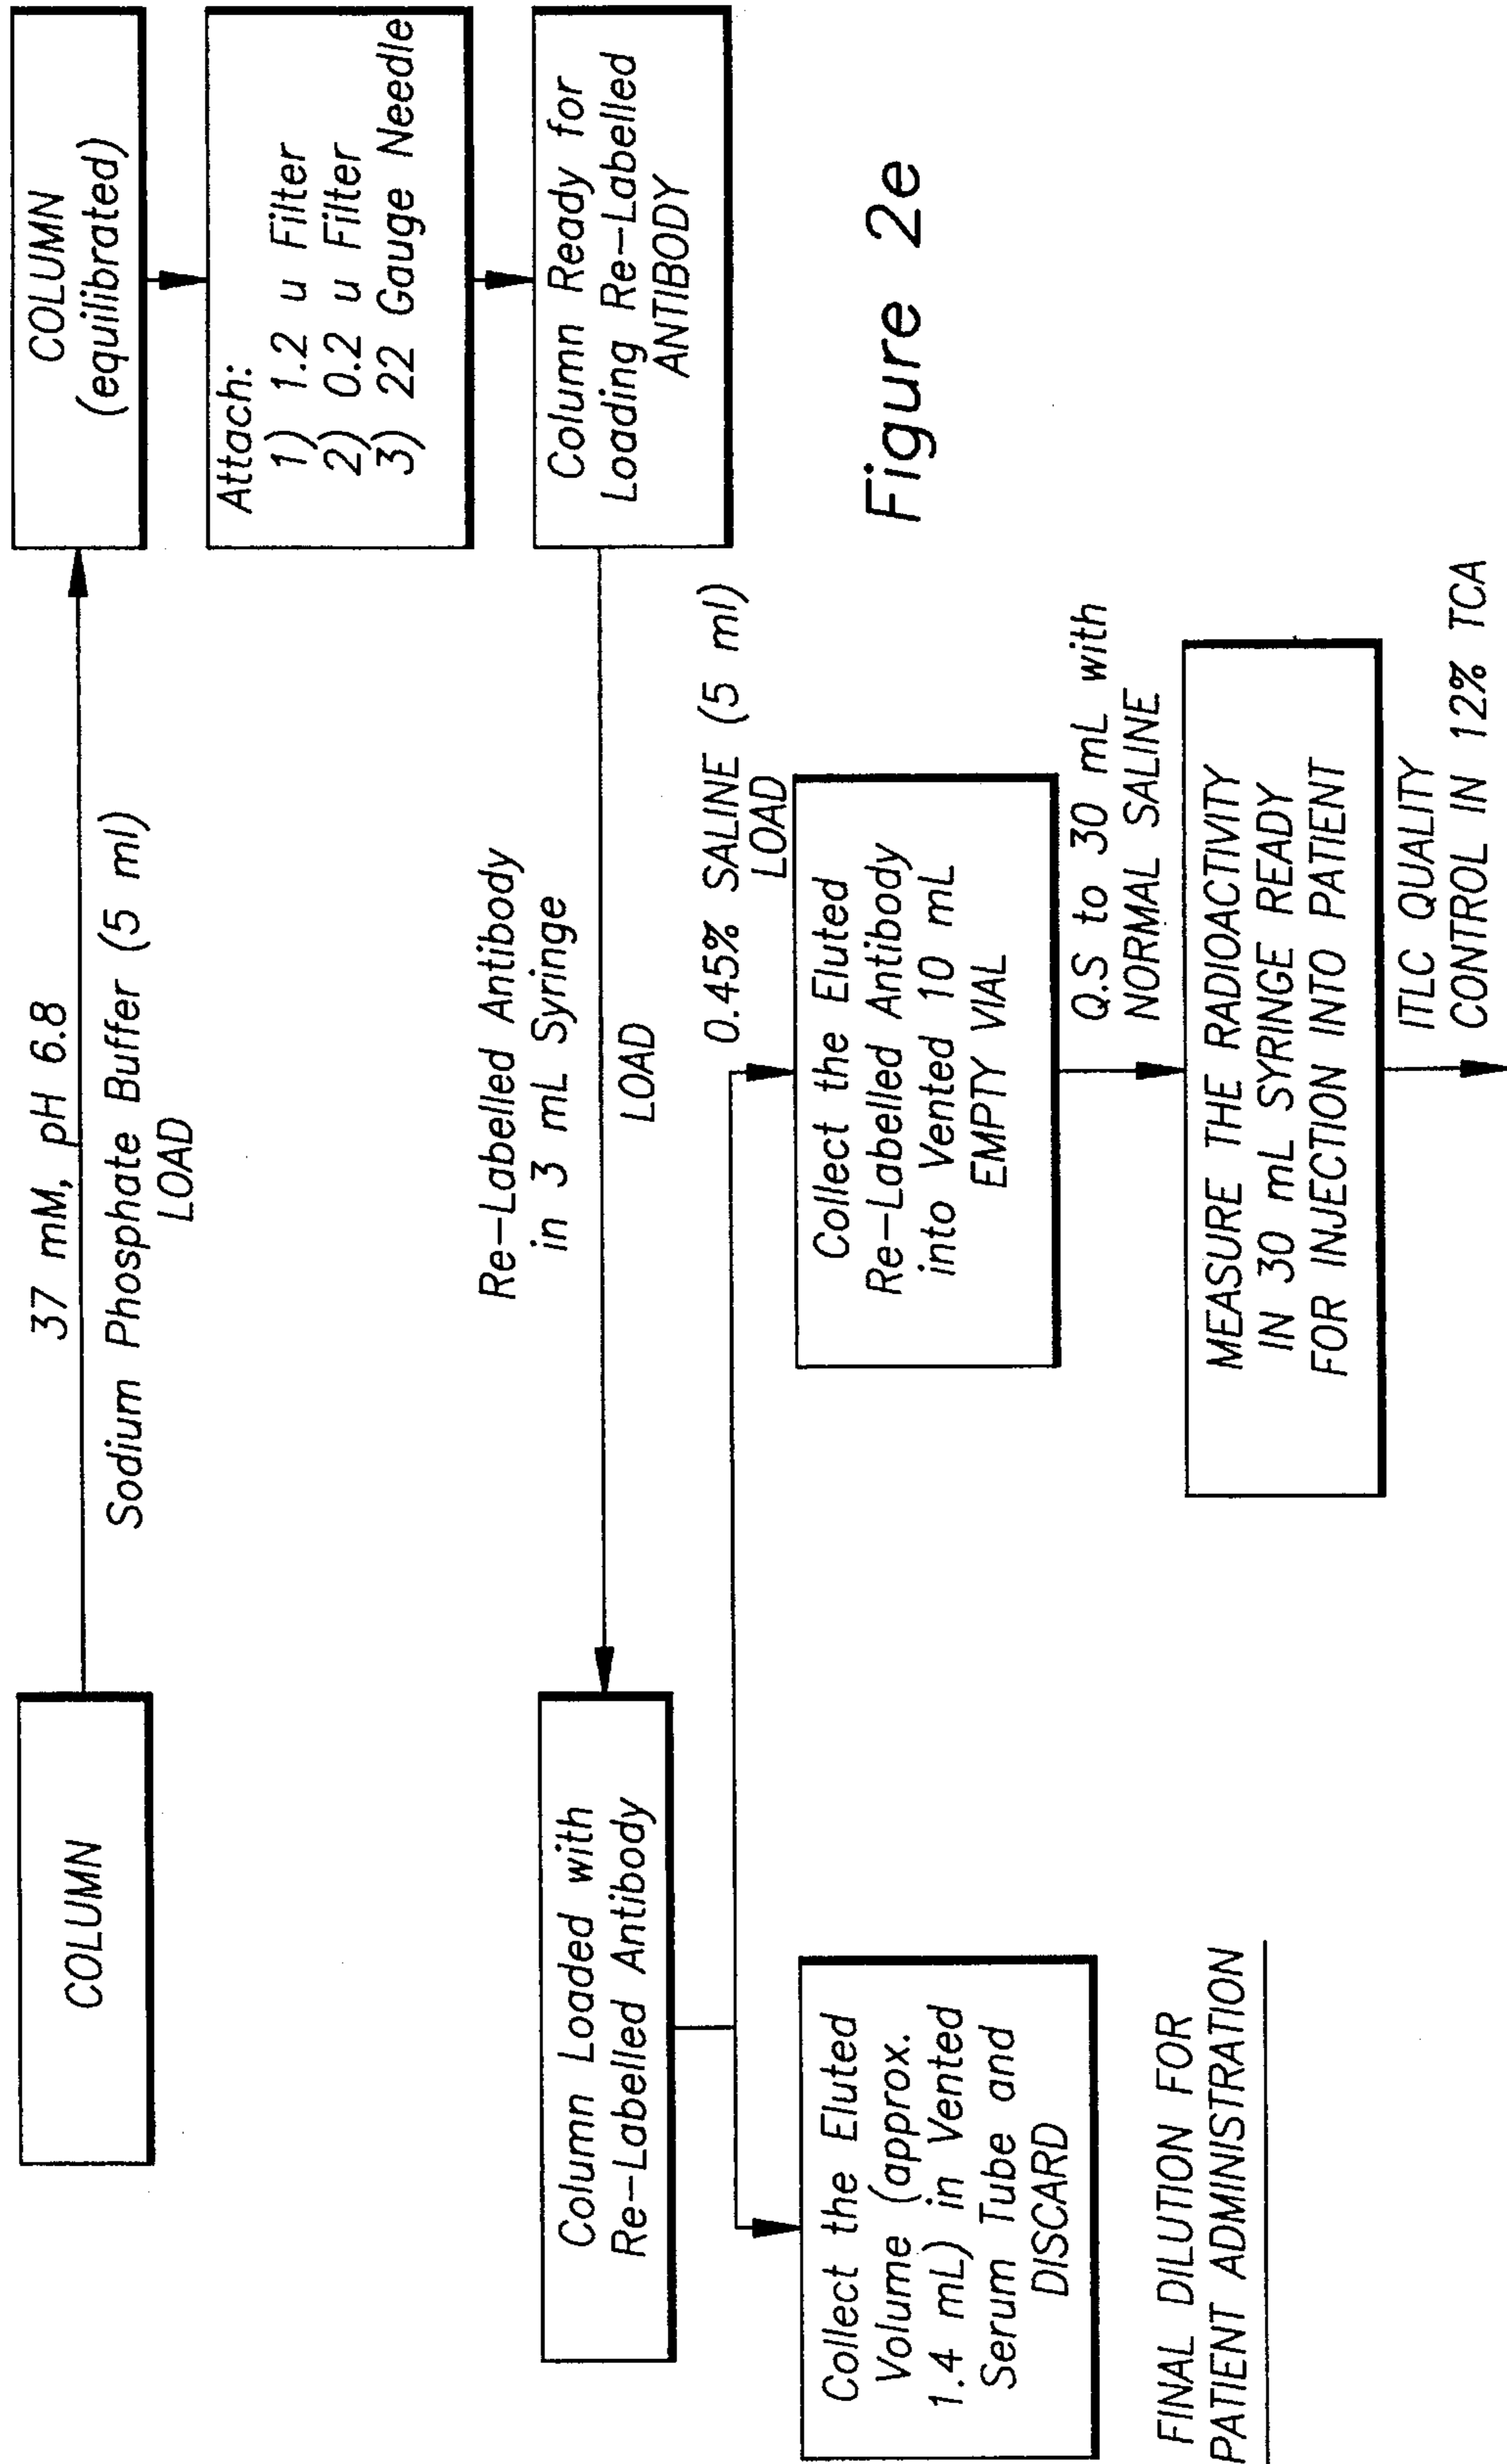 COLUMN
37 mM, pH 6.8
Sodium Phosphate Buffer (5 ml)
LOAD
COLUMN
(equilibrated)
Attach:
1) 1.2 u Filter
2) 0.2 u Filter
3) 22 Gauge Needle
Column Ready for
Loading Re-Labelled
ANTIBODY
Re-Labelled Antibody
in 3 mL Syringe
LOAD
Column Loaded with
Re-Labelled Antibody
0.45% SALINE (5 ml)
LOAD
Collect the Eluted
Volume (approx.
1.4 mL) in Vented
Serum Tube and
DISCARD
Collect the Eluted
Re-Labelled Antibody
into Vented 10 mL
EMPTY VIAL
Q.S to 30 mL with
NORMAL SALINE
FINAL DILUTION FOR
PATIENT ADMINISTRATION
MEASURE THE RADIOACTIVITY
IN 30 mL SYRINGE READY
FOR INJECTION INTO PATIENT
ITLC QUALITY
CONTROL IN 12% TCA
Figure 2e